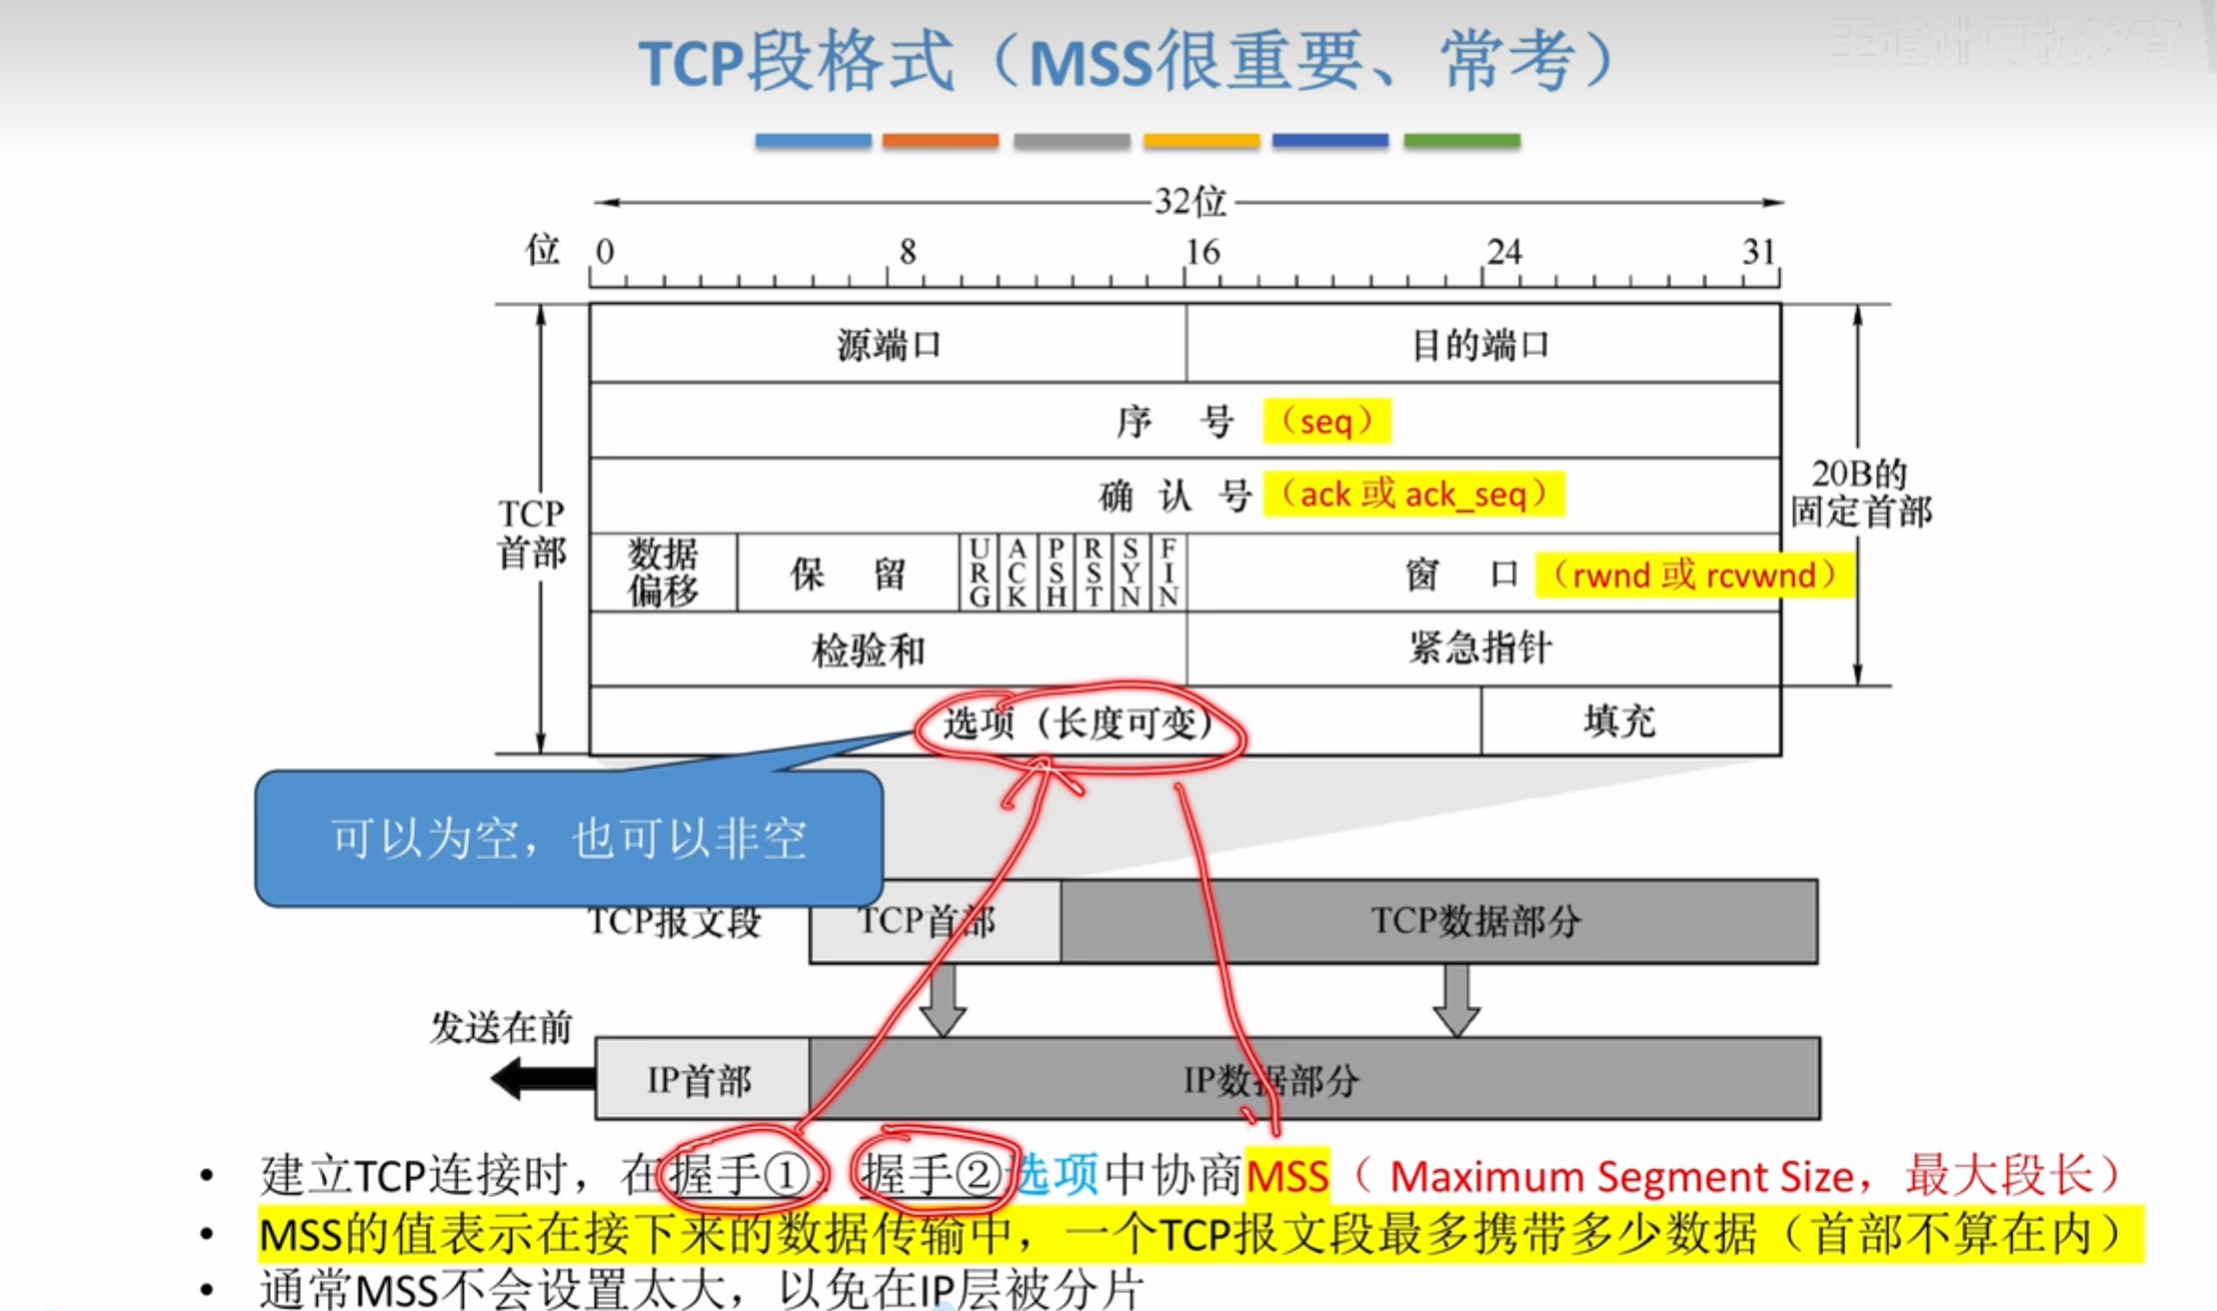 王道计算机教育
TCP段格式（MSS很重要、常考）
32位
位 0 8 16 24 31
源端口 目的端口
序 号 （seq）
确 认 号 （ack 或 ack_seq）
TCP
首部
20B的
固定首部
数据
偏移
保 留
URG ACK PSH RST SYN FIN
窗 口 （rwnd 或 rcvwnd）
检验和 紧急指针
选项（长度可变） 填充
可以为空，也可以非空
TCP报文段 TCP首部 TCP数据部分
发送在前
IP首部 IP数据部分
• 建立TCP连接时，在握手①、握手②选项中协商MSS（ Maximum Segment Size，最大段长）
• MSS的值表示在接下来的数据传输中，一个TCP报文段最多携带多少数据（首部不算在内）
• 通常MSS不会设置太大，以免在IP层被分片